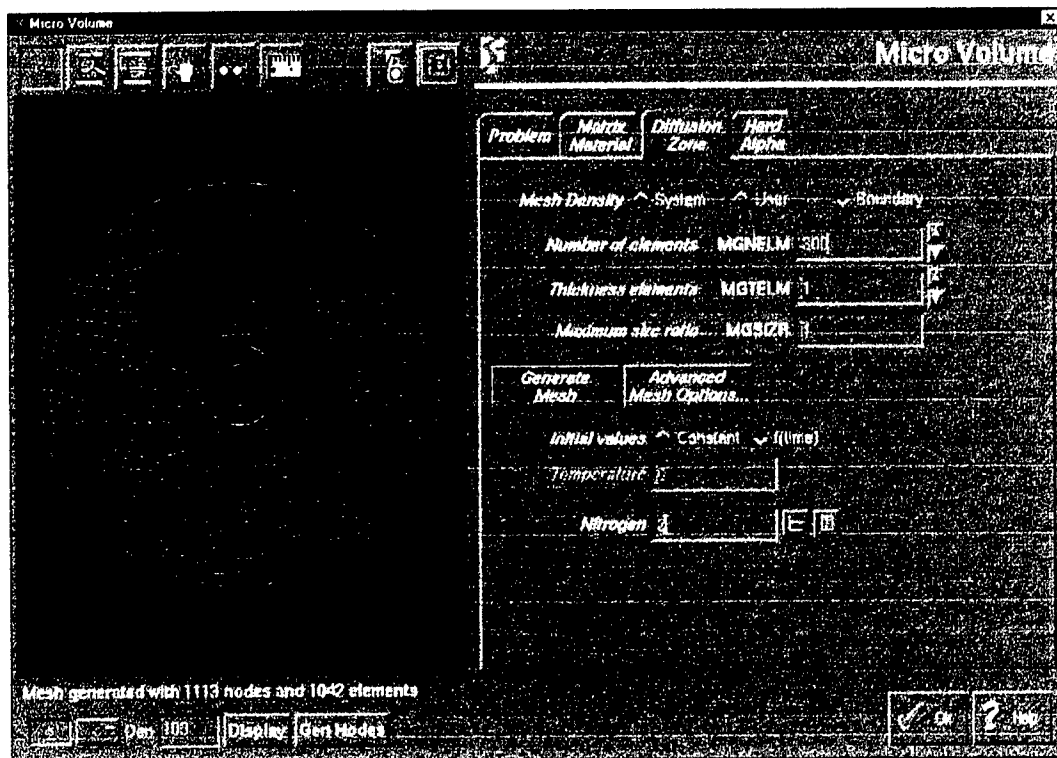 Micro Volume
Micro Volume
Problem
Matrix Material
Diffusion Zone
Hard Alpha
Mesh Density System User Boundary
Number of elements... MGNELM 300
Thickness elements... MGTELM 1
Maximum size ratio... MGSIZR 1
Generate Mesh
Advanced Mesh Options...
Initial values Constant f(time)
Temperature
Nitrogen
Mesh generated with 1113 nodes and 1042 elements
Den 100 Display Gen Nodes
Ok
Help